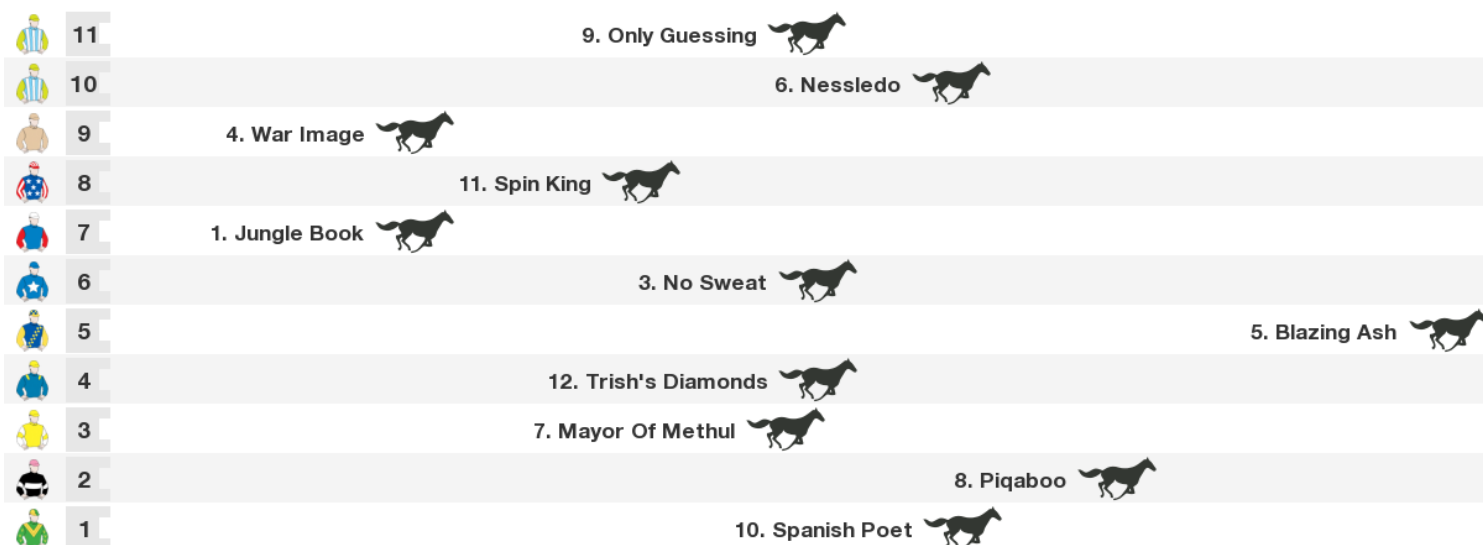 11 9. Only Guessing
10 6. Nessledo
9 4. War Image
8 11. Spin King
7 1. Jungle Book
6 3. No Sweat
5 5. Blazing Ash
4 12. Trish's Diamonds
3 7. Mayor Of Methul
2 8. Piqaboo
1 10. Spanish Poet